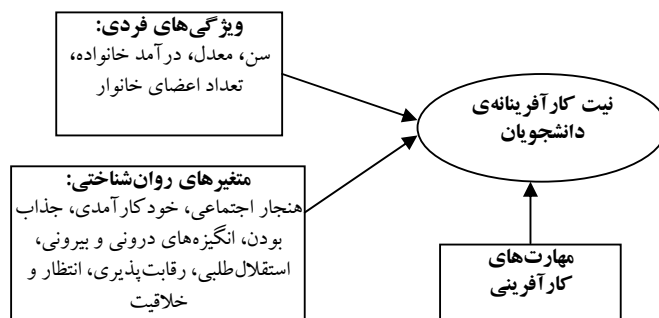 ویژگی‌های فردی:
سن، معدل، درآمد خانواده،
تعداد اعضای خانوار
نیت کارآفرینانه‌ی
دانشجویان
متغیرهای روان‌شناختی:
هنجار اجتماعی، خودکارآمدی، جذاب
بودن، انگیزه‌های درونی و بیرونی،
استقلال‌طلبی، رقابت‌پذیری، انتظار و
خلاقیت
مهارت‌های
کارآفرینی